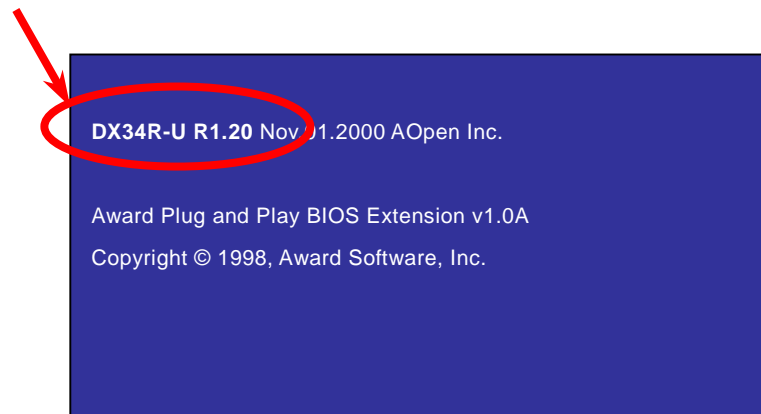 DX34R-U R1.20 Nov.01.2000 AOpen Inc.
Award Plug and Play BIOS Extension v1.0A
Copyright © 1998, Award Software, Inc.